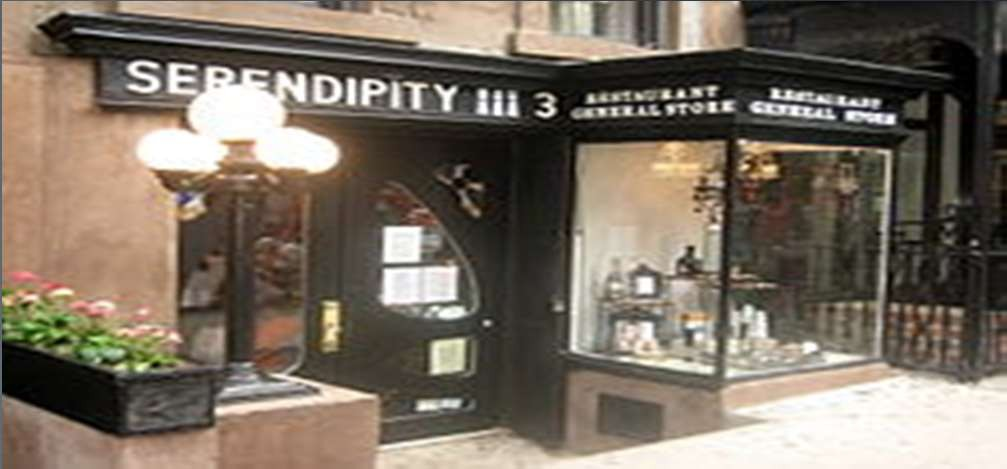 SERENDIPITY iii 3
RESTAURANT
GENERAL STORE
RESTAURANT
GENERAL STORE